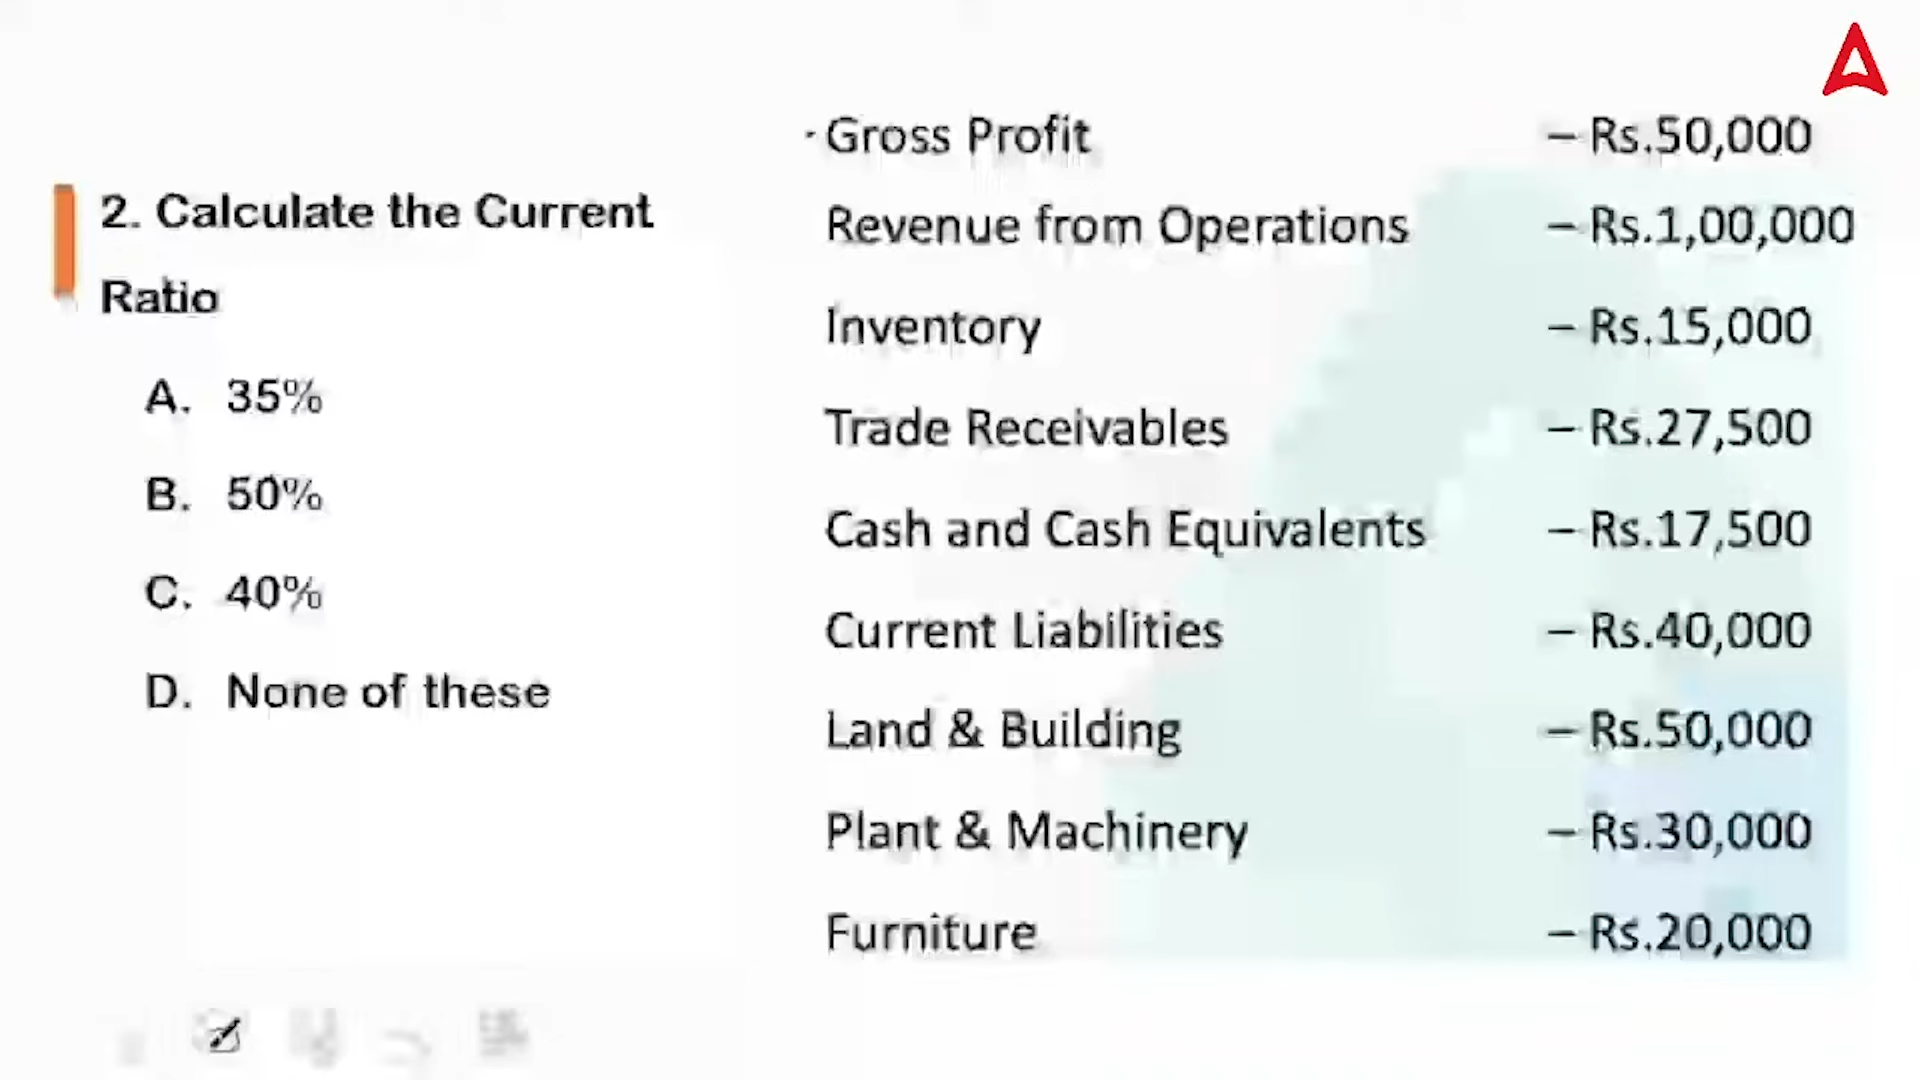 2. Calculate the Current
Ratio
A. 35%
B. 50%
C. 40%
D. None of these
Gross Profit – Rs.50,000
Revenue from Operations – Rs.1,00,000
Inventory – Rs.15,000
Trade Receivables – Rs.27,500
Cash and Cash Equivalents – Rs.17,500
Current Liabilities – Rs.40,000
Land & Building – Rs.50,000
Plant & Machinery – Rs.30,000
Furniture – Rs.20,000